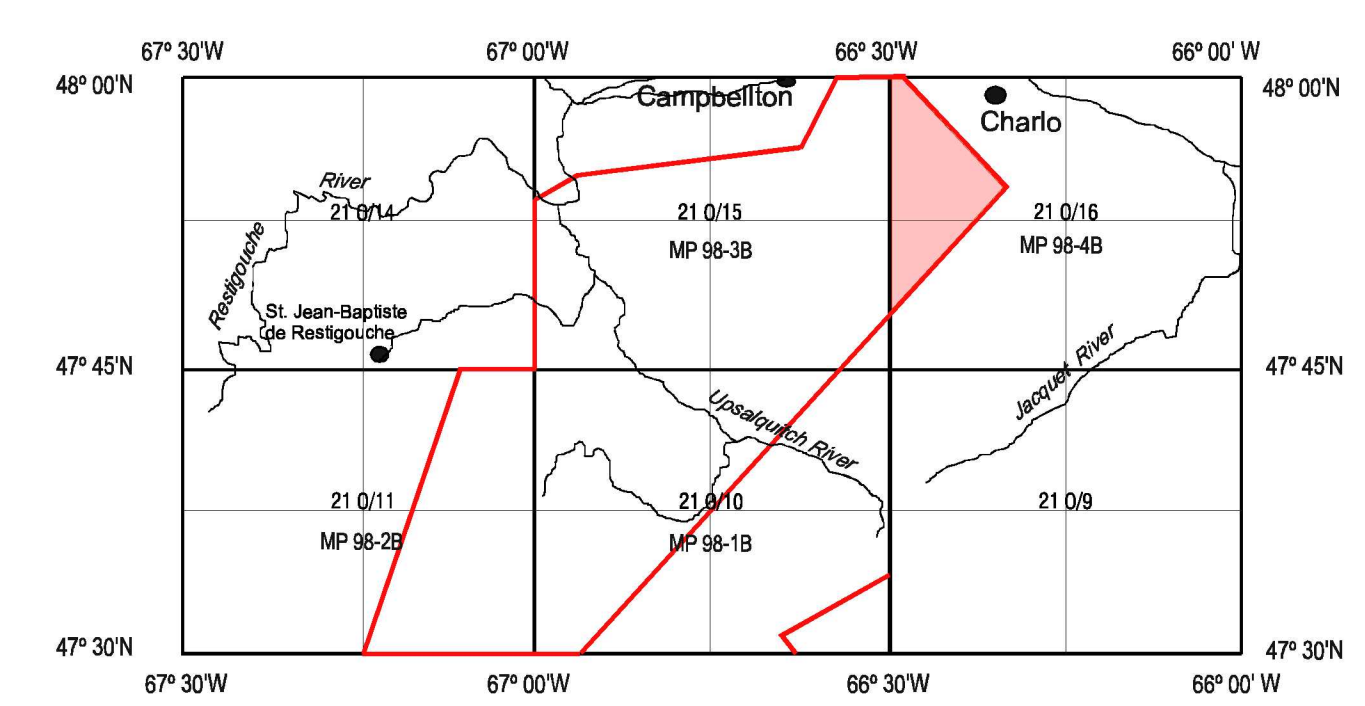 67º 30'W 67º 00'W 66º 30'W 66º 00' W
48º 00'N 48º 00'N
Campbellton
Charlo
River
21 O/14 21 O/15 21 O/16
MP 98-3B MP 98-4B
Restigouche
St. Jean-Baptiste
de Restigouche
47º 45'N 47º 45'N
Jacquet River
Upsalquitch River
21 O/11 21 O/10 21 O/9
MP 98-2B MP 98-1B
47º 30'N 47º 30'N
67º 30'W 67º 00'W 66º 30'W 66º 00' W